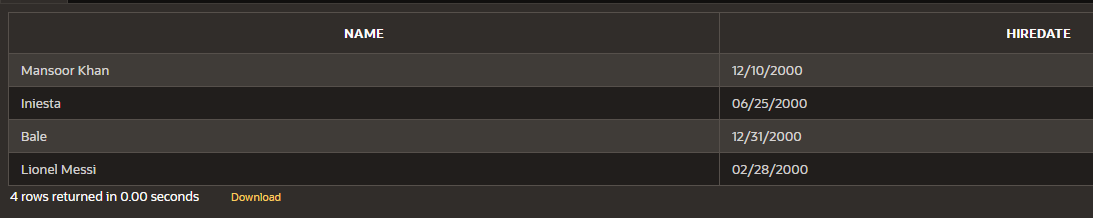 NAME HIREDATE
Mansoor Khan 12/10/2000
Iniesta 06/25/2000
Bale 12/31/2000
Lionel Messi 02/28/2000
4 rows returned in 0.00 seconds Download